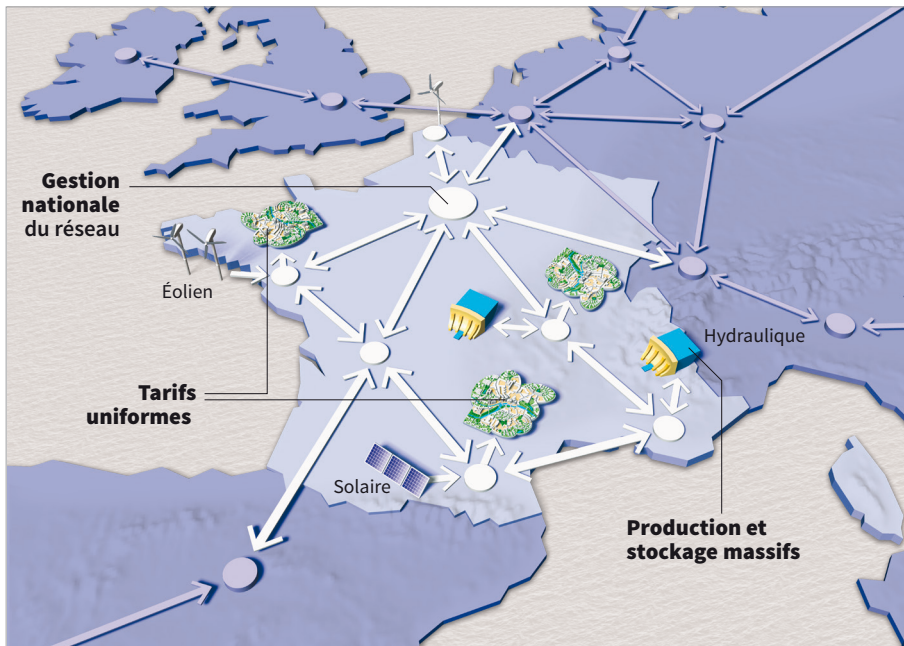 Gestion
nationale
du réseau
Éolien
Hydraulique
Tarifs
uniformes
Solaire
Production et
stockage massifs